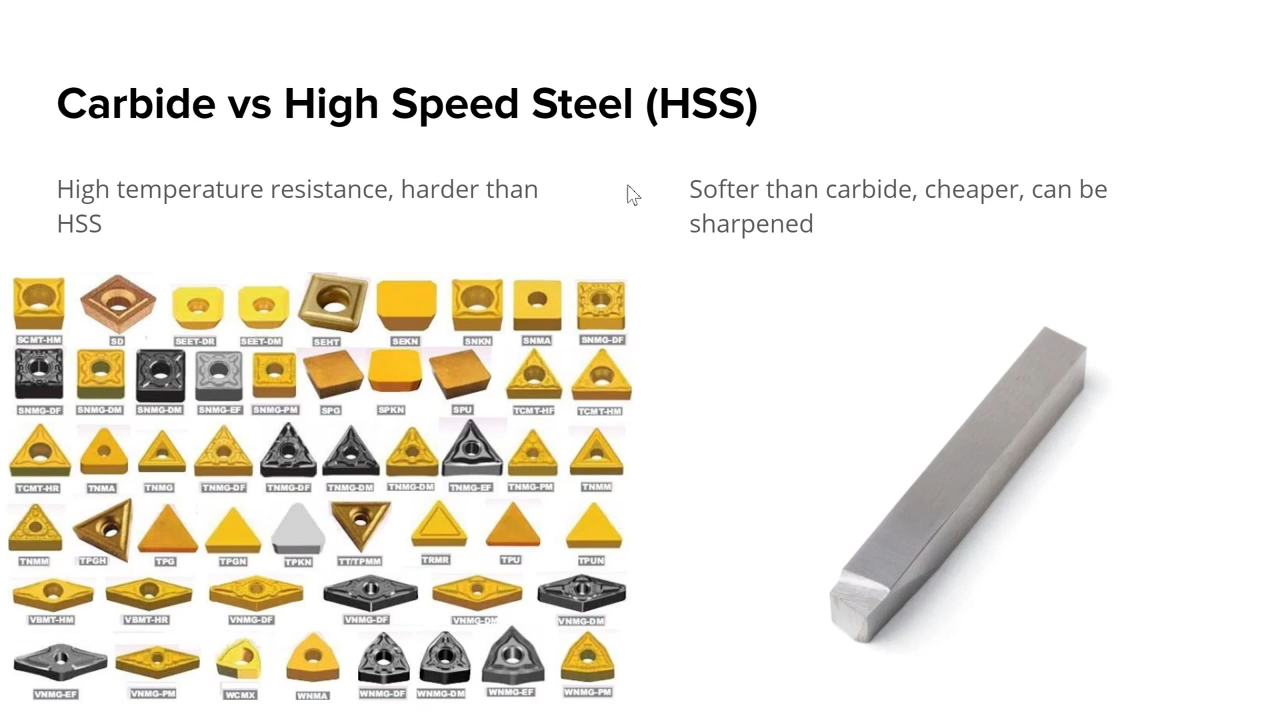 Carbide vs High Speed Steel (HSS)
High temperature resistance, harder than
HSS
Softer than carbide, cheaper, can be
sharpened
SCMT-HM SD SEET-DR SEET-DM SEHT SEKN SNKN SNMA SNMG-DF
SNMG-DF SNMG-DM SNMG-DM SNMG-EF SNMG-PM SPG SPKN SPU TCMT-HF TCMT-HM
TCMT-HR TNMA TNMG TNMG-DF TNMG-DF TNMG-DM TNMG-DM TNMG-EF TNMG-PM TNMM
TNMM TPGH TPG TPGN TPKN TT/TPMM TRMR TPU TPUN
VBMT-HM VBMT-HR VNMG-DF VNMG-DF VNMG-DM VNMG-DM
VNMG-EF VNMG-PM WCMX WNMA WNMG-DF WNMG-DM WNMG-EF WNMG-PM